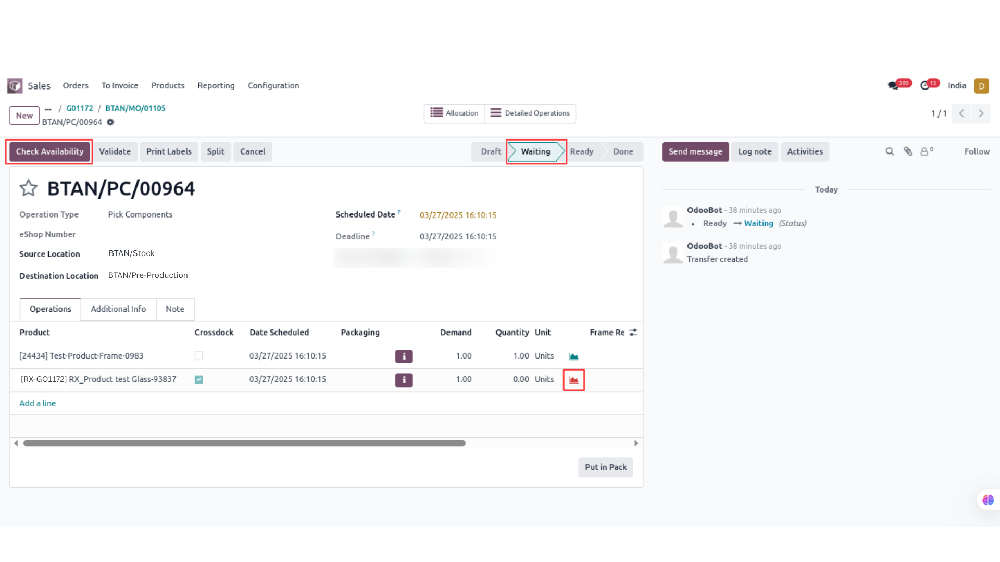 Sales Orders To Invoice Products Reporting Configuration 309 13 India D
New ... / G01172 / BTAN/MO/01105
BTAN/PC/00964
Allocation Detailed Operations
1 / 1
Check Availability Validate Print Labels Split Cancel
Draft Waiting Ready Done
Send message Log note Activities 0 Follow
BTAN/PC/00964
Operation Type Pick Components
eShop Number
Source Location BTAN/Stock
Destination Location BTAN/Pre-Production
Scheduled Date ? 03/27/2025 16:10:15
Deadline ? 03/27/2025 16:10:15
Operations Additional Info Note
Product Crossdock Date Scheduled Packaging Demand Quantity Unit Frame Re
[24434] Test-Product-Frame-0983 03/27/2025 16:10:15 i 1.00 1.00 Units
[RX-GO1172] RX_Product test Glass-93837 03/27/2025 16:10:15 i 1.00 0.00 Units
Add a line
Put in Pack
Today
OdooBot - 38 minutes ago
• Ready → Waiting (Status)
OdooBot - 38 minutes ago
Transfer created